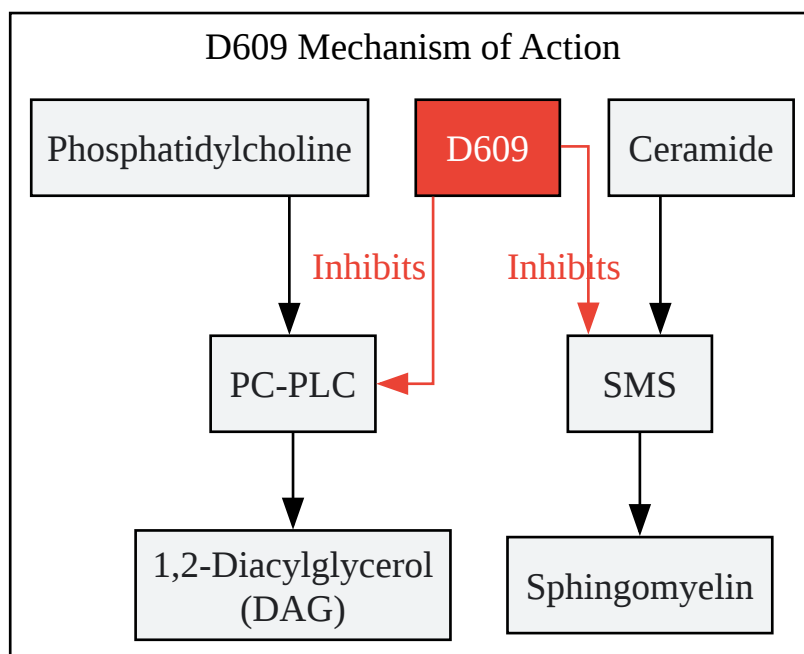 D609 Mechanism of Action
Phosphatidylcholine
D609
Ceramide
Inhibits
Inhibits
PC-PLC
SMS
1,2-Diacylglycerol
(DAG)
Sphingomyelin